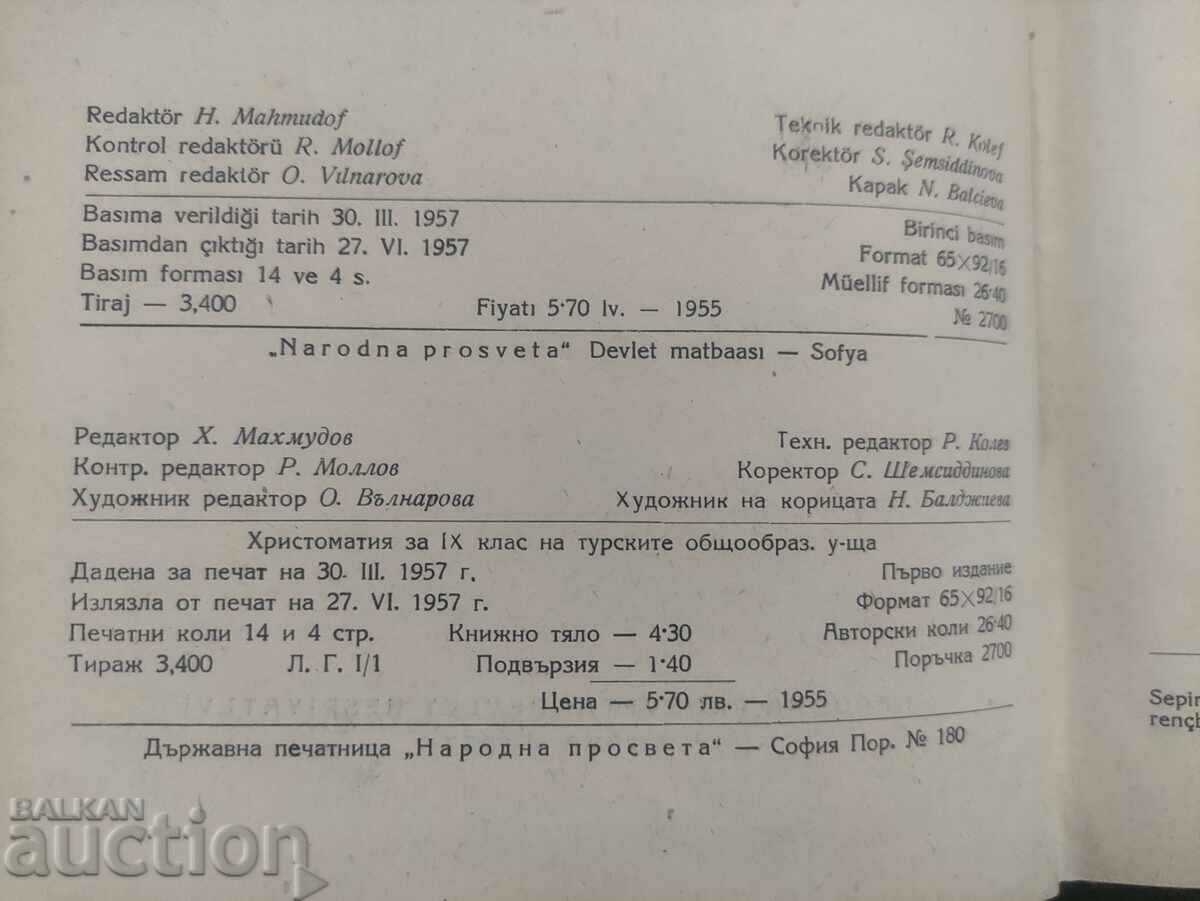 Redaktör H. Mahmudof
Teknik redaktör R. Kolef
Kontrol redaktörü R. Mollof
Korektör S. Şemsiddinova
Ressam redaktör O. Vılnarova
Kapak N. Balcieva
Basıma verildiği tarih 30. III. 1957
Birinci basım
Basımdan çıktığı tarih 27. VI. 1957
Format 65×92/16
Basım forması 14 ve 4 s.
Müellif forması 26·40
Tiraj — 3,400 Fiyatı 5·70 lv. — 1955
№ 2700
„Narodna prosveta“ Devlet matbaası — Sofya
Редактор Х. Махмудов
Техн. редактор Р. Колев
Контр. редактор Р. Моллов
Коректор С. Шемсиддинова
Художник редактор О. Вълнарова
Художник на корицата Н. Балджиева
Христоматия за IX клас на турските общообраз. у-ща
Дадена за печат на 30. III. 1957 г.
Първо издание
Излязла от печат на 27. VI. 1957 г.
Формат 65×92/16
Печатни коли 14 и 4 стр. Книжно тяло — 4·30
Авторски коли 26·40
Тираж 3,400 Л. Г. I/1 Подвързия — 1·40
Поръчка 2700
Цена — 5·70 лв. — 1955
Държавна печатница „Народна просвета“ — София Пор. № 180
Sepin
rençb
BALKAN
auction